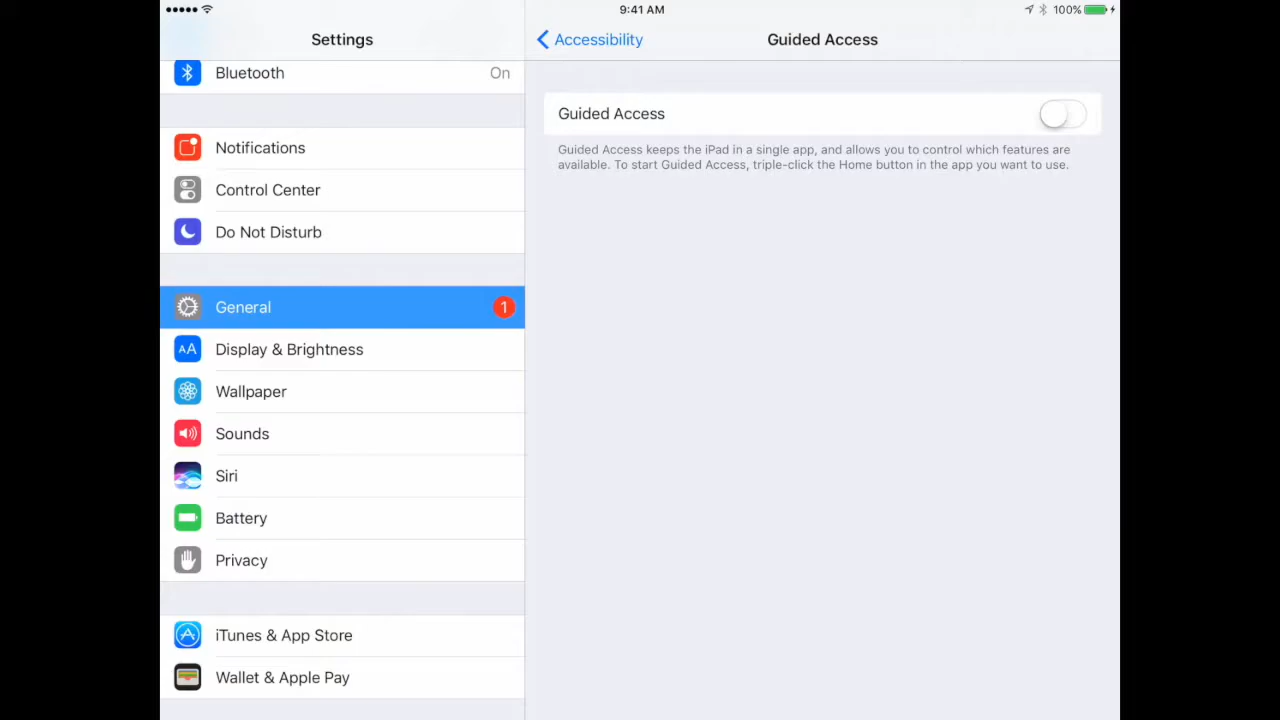 9:41 AM
100%
Settings
Accessibility
Guided Access
Bluetooth On
Notifications
Control Center
Do Not Disturb
General 1
AA Display & Brightness
Wallpaper
Sounds
Siri
Battery
Privacy
iTunes & App Store
Wallet & Apple Pay
Guided Access
Guided Access keeps the iPad in a single app, and allows you to control which features are
available. To start Guided Access, triple-click the Home button in the app you want to use.